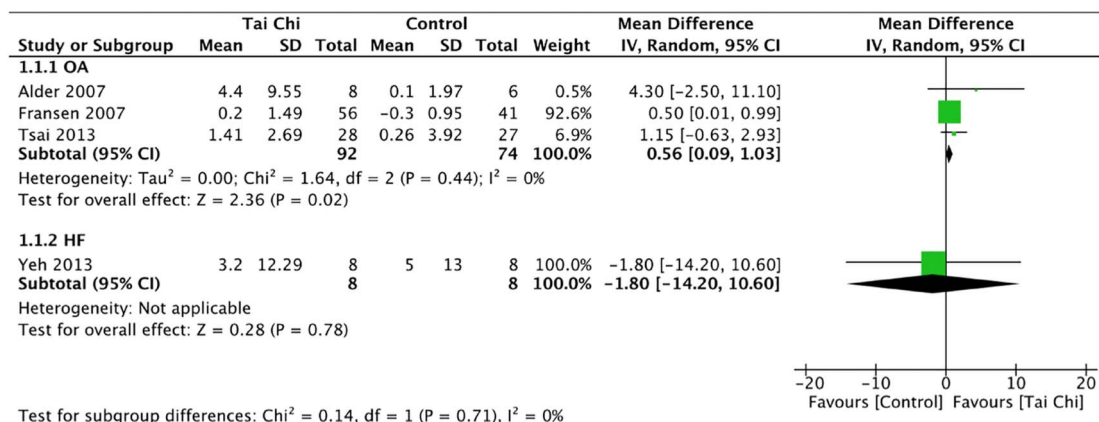 Tai Chi Control Mean Difference Mean Difference
Study or Subgroup Mean SD Total Mean SD Total Weight IV, Random, 95% CI IV, Random, 95% CI
1.1.1 OA
Alder 2007 4.4 9.55 8 0.1 1.97 6 0.5% 4.30 [−2.50, 11.10]
Fransen 2007 0.2 1.49 56 −0.3 0.95 41 92.6% 0.50 [0.01, 0.99]
Tsai 2013 1.41 2.69 28 0.26 3.92 27 6.9% 1.15 [−0.63, 2.93]
Subtotal (95% CI) 92 74 100.0% 0.56 [0.09, 1.03]
Heterogeneity: Tau² = 0.00; Chi² = 1.64, df = 2 (P = 0.44); I² = 0%
Test for overall effect: Z = 2.36 (P = 0.02)
1.1.2 HF
Yeh 2013 3.2 12.29 8 5 13 8 100.0% −1.80 [−14.20, 10.60]
Subtotal (95% CI) 8 8 100.0% −1.80 [−14.20, 10.60]
Heterogeneity: Not applicable
Test for overall effect: Z = 0.28 (P = 0.78)
−20 −10 0 10 20
Favours [Control] Favours [Tai Chi]
Test for subgroup differences: Chi² = 0.14, df = 1 (P = 0.71), I² = 0%